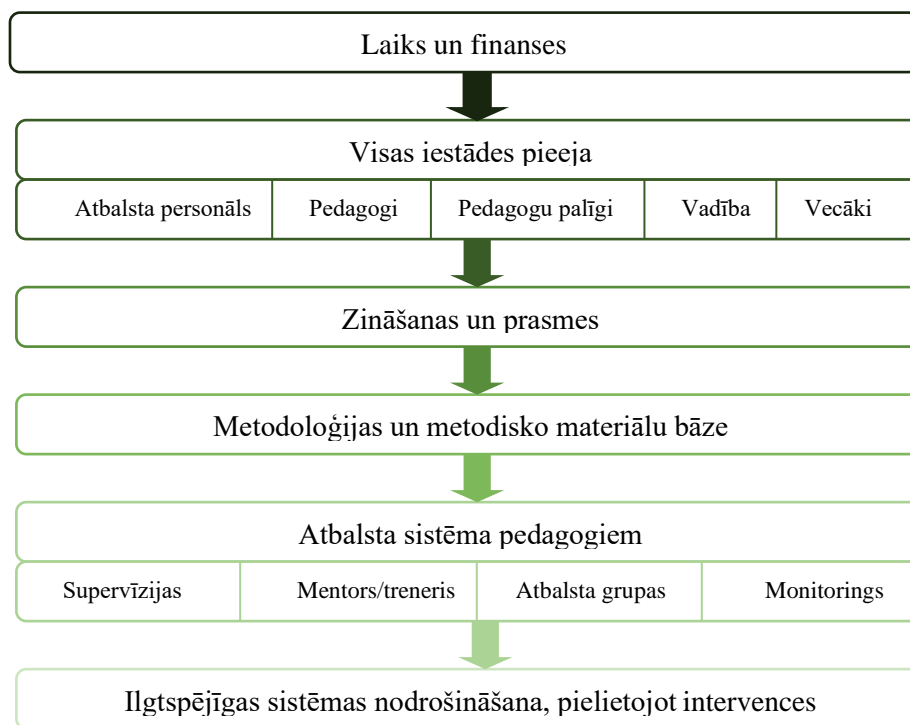 Laiks un finanses
Visas iestādes pieeja
Atbalsta personāls Pedagogi Pedagogu palīgi Vadība Vecāki
Zināšanas un prasmes
Metodoloģijas un metodisko materiālu bāze
Atbalsta sistēma pedagogiem
Supervīzijas Mentors/treneris Atbalsta grupas Monitorings
Ilgtspējīgas sistēmas nodrošināšana, pielietojot intervences